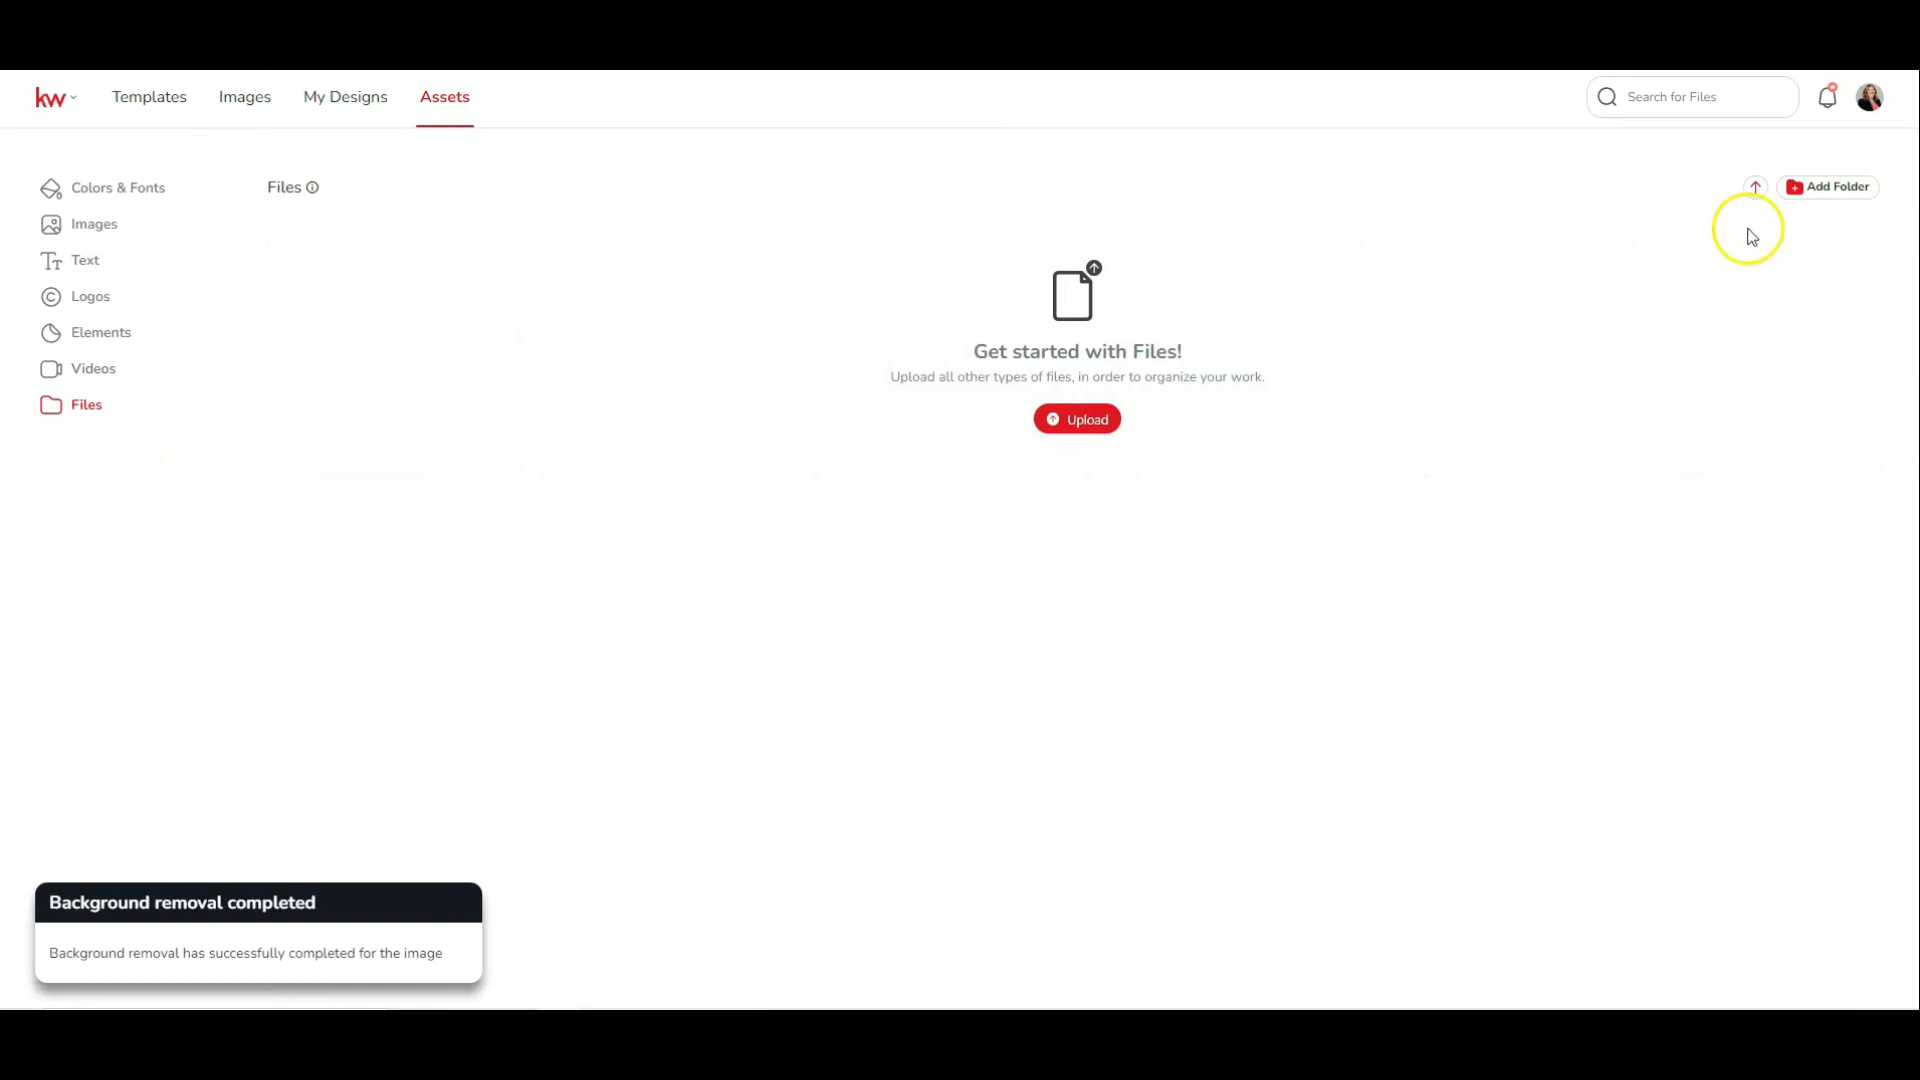 kw Templates Images My Designs Assets Search for Files
Colors & Fonts
Images
Text
Logos
Elements
Videos
Files
Files
Add Folder
Get started with Files!
Upload all other types of files, in order to organize your work.
Upload
Background removal completed
Background removal has successfully completed for the image